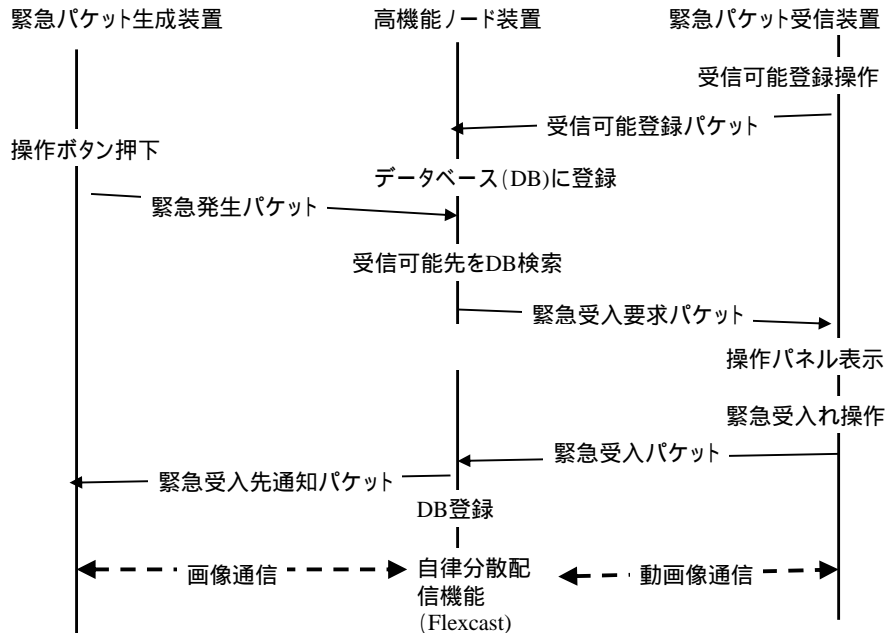 緊急パケット生成装置
高機能ノード装置
緊急パケット受信装置
受信可能登録操作
受信可能登録パケット
操作ボタン押下
データベース(DB)に登録
緊急発生パケット
受信可能先をDB検索
緊急受入要求パケット
操作パネル表示
緊急受入れ操作
緊急受入パケット
緊急受入先通知パケット
DB登録
画像通信
自律分散配
信機能
(Flexcast)
動画像通信